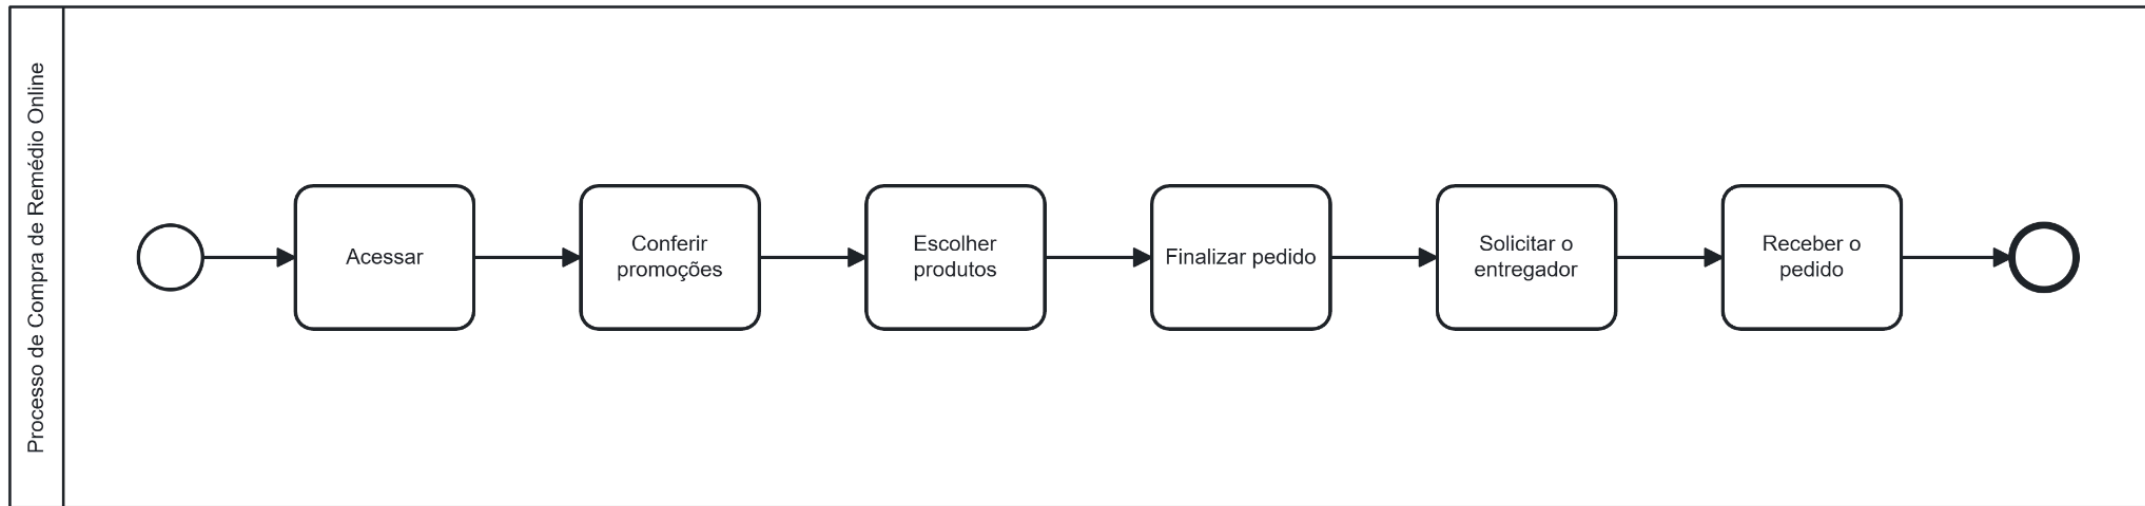 Processo de Compra de Remédio Online
Acessar
Conferir
promoções
Escolher
produtos
Finalizar pedido
Solicitar o
entregador
Receber o
pedido